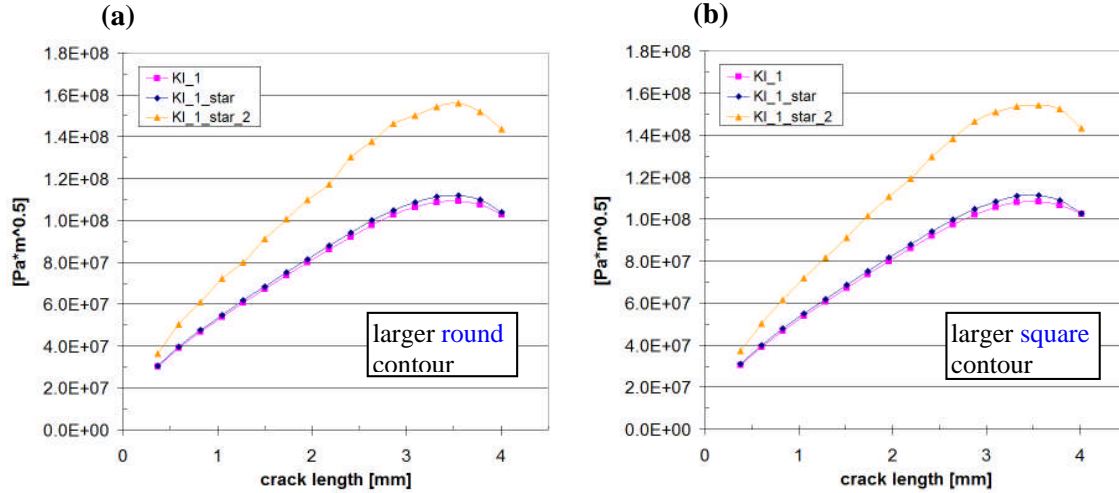 (a)
1.8E+08
1.6E+08
1.4E+08
1.2E+08
1.0E+08
8.0E+07
6.0E+07
4.0E+07
2.0E+07
0.0E+00
[Pa*m^0.5]
KI_1
KI_1_star
KI_1_star_2
larger round
contour
0 1 2 3 4
crack length [mm]
(b)
1.8E+08
1.6E+08
1.4E+08
1.2E+08
1.0E+08
8.0E+07
6.0E+07
4.0E+07
2.0E+07
0.0E+00
[Pa*m^0.5]
KI_1
KI_1_star
KI_1_star_2
larger square
contour
0 1 2 3 4
crack length [mm]